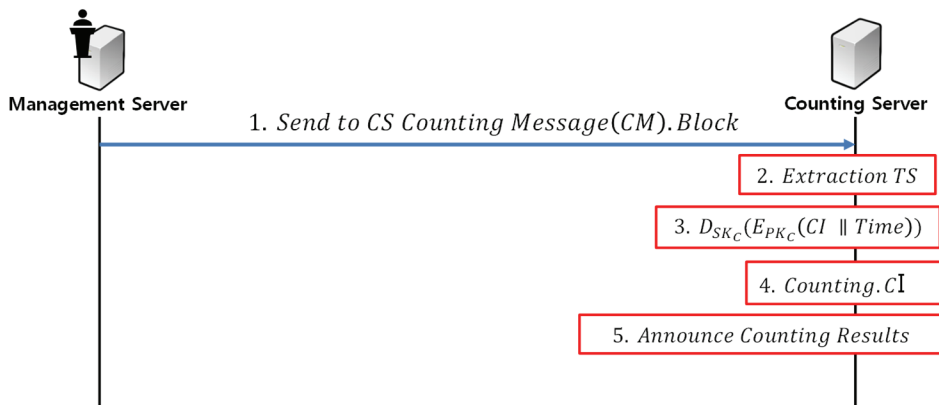 Management Server
Counting Server
1. Send to CS Counting Message(CM).Block
2. Extraction TS
3. D_{SK_C}(E_{PK_C}(CI ∥ Time))
4. Counting.CI
5. Announce Counting Results